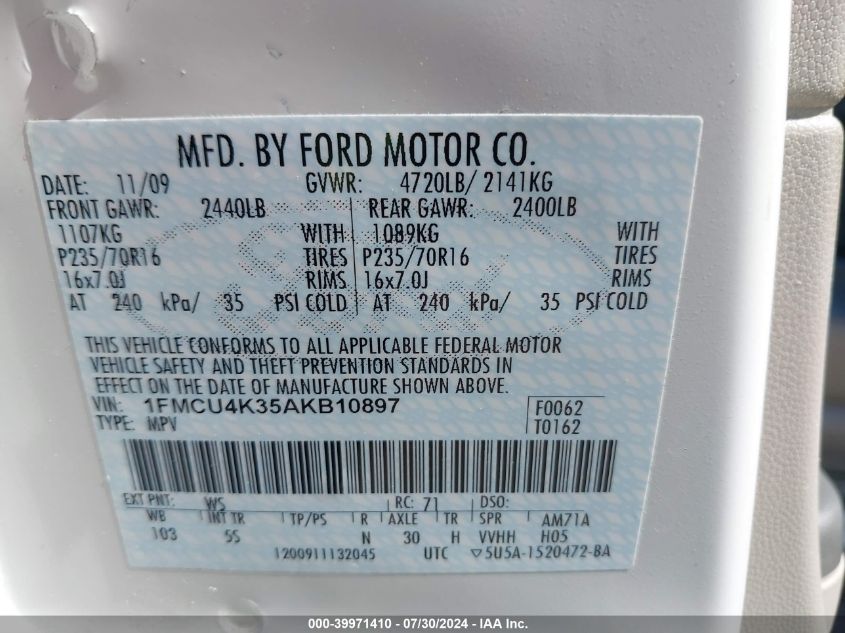 MFD. BY FORD MOTOR CO.
DATE: 11/09 GVWR: 4720LB/ 2141KG
FRONT GAWR: 2440LB REAR GAWR: 2400LB
1107KG WITH 1089KG WITH
P235/70R16 TIRES P235/70R16 TIRES
16x7.0J RIMS 16x7.0J RIMS
AT 240 kPa/ 35 PSI COLD AT 240 kPa/ 35 PSI COLD
THIS VEHICLE CONFORMS TO ALL APPLICABLE FEDERAL MOTOR
VEHICLE SAFETY AND THEFT PREVENTION STANDARDS IN
EFFECT ON THE DATE OF MANUFACTURE SHOWN ABOVE.
VIN: 1FMCU4K35AKB10897 F0062
TYPE: MPV T0162
EXT PNT: WS RC: 71 DSO:
WB INT TR TP/PS R AXLE TR SPR AM71A
103 5S N 30 H VVHH H05
1200911132045 UTC ▽5U5A-1520472-BA
000-39971410 - 07/30/2024 - IAA Inc.